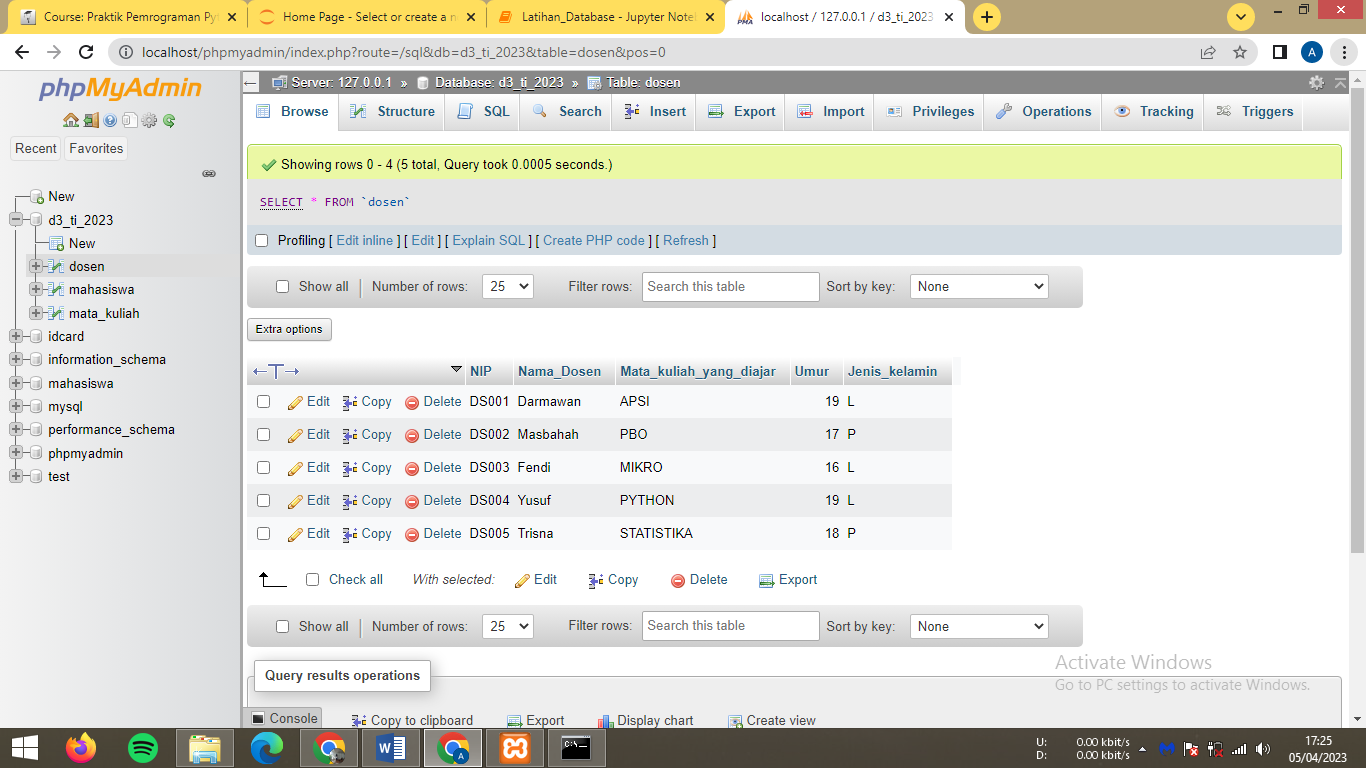 Course: Praktik Pemrograman Py
Home Page - Select or create a n
Latihan_Database - Jupyter Note
localhost / 127.0.0.1 / d3_ti_2023
localhost/phpmyadmin/index.php?route=/sql&db=d3_ti_2023&table=dosen&pos=0
A
phpMyAdmin
Recent
Favorites
New
d3_ti_2023
New
dosen
mahasiswa
mata_kuliah
idcard
information_schema
mahasiswa
mysql
performance_schema
phpmyadmin
test
Server: 127.0.0.1 » Database: d3_ti_2023 » Table: dosen
Browse Structure SQL Search Insert Export Import Privileges Operations Tracking Triggers
Showing rows 0 - 4 (5 total, Query took 0.0005 seconds.)
SELECT * FROM `dosen`
Profiling [ Edit inline ] [ Edit ] [ Explain SQL ] [ Create PHP code ] [ Refresh ]
Show all Number of rows: 25 Filter rows: Search this table Sort by key: None
Extra options
←T→ NIP Nama_Dosen Mata_kuliah_yang_diajar Umur Jenis_kelamin
Edit Copy Delete DS001 Darmawan APSI 19 L
Edit Copy Delete DS002 Masbahah PBO 17 P
Edit Copy Delete DS003 Fendi MIKRO 16 L
Edit Copy Delete DS004 Yusuf PYTHON 19 L
Edit Copy Delete DS005 Trisna STATISTIKA 18 P
Check all With selected: Edit Copy Delete Export
Show all Number of rows: 25 Filter rows: Search this table Sort by key: None
Query results operations
Console
Copy to clipboard Export Display chart Create view
Activate Windows
Go to PC settings to activate Windows.
U: 0.00 kbit/s
D: 0.00 kbit/s
17:25
05/04/2023